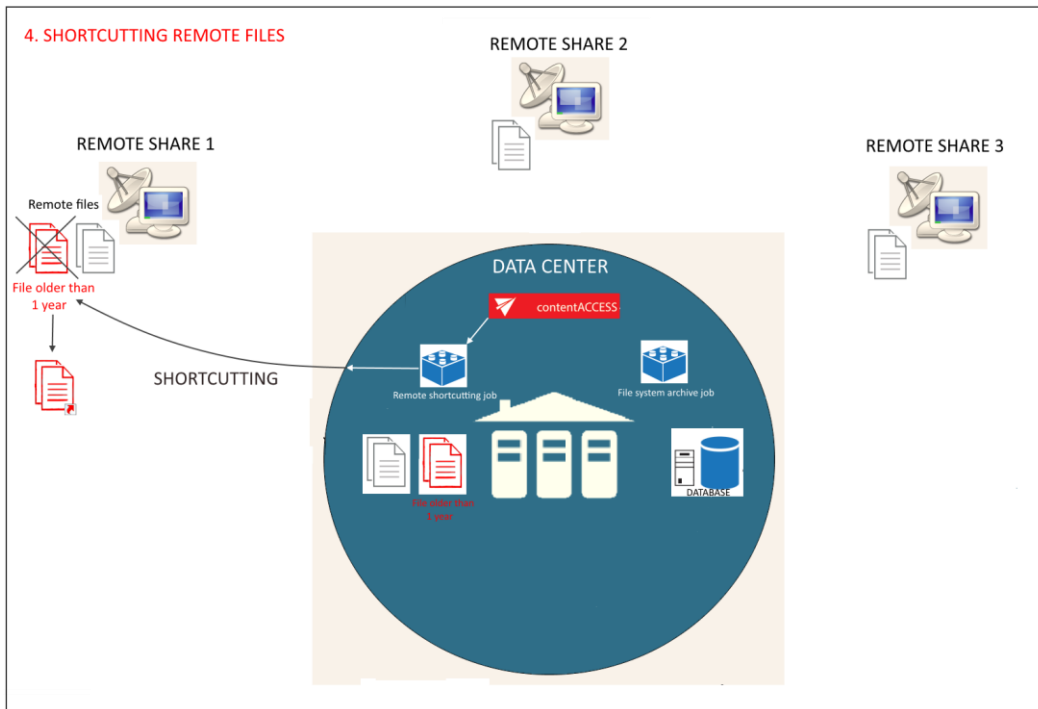 4. SHORTCUTTING REMOTE FILES
REMOTE SHARE 2
REMOTE SHARE 1
REMOTE SHARE 3
Remote files
File older than
1 year
DATA CENTER
contentACCESS
SHORTCUTTING
Remote shortcutting job
File system archive job
File older than
1 year
DATABASE